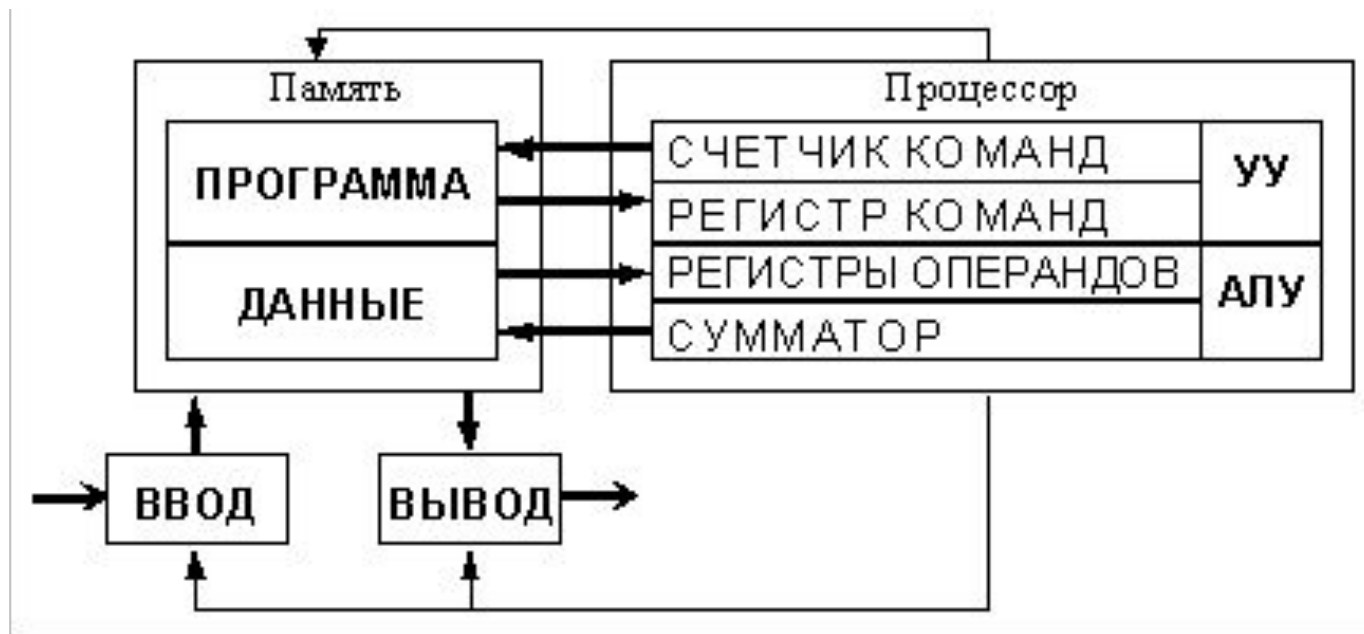 Память
Процессор
ПРОГРАММА
СЧЕТЧИК КОМАНД
УУ
РЕГИСТР КОМАНД
ДАННЫЕ
РЕГИСТРЫ ОПЕРАНДОВ
АЛУ
СУММАТОР
ВВОД
ВЫВОД